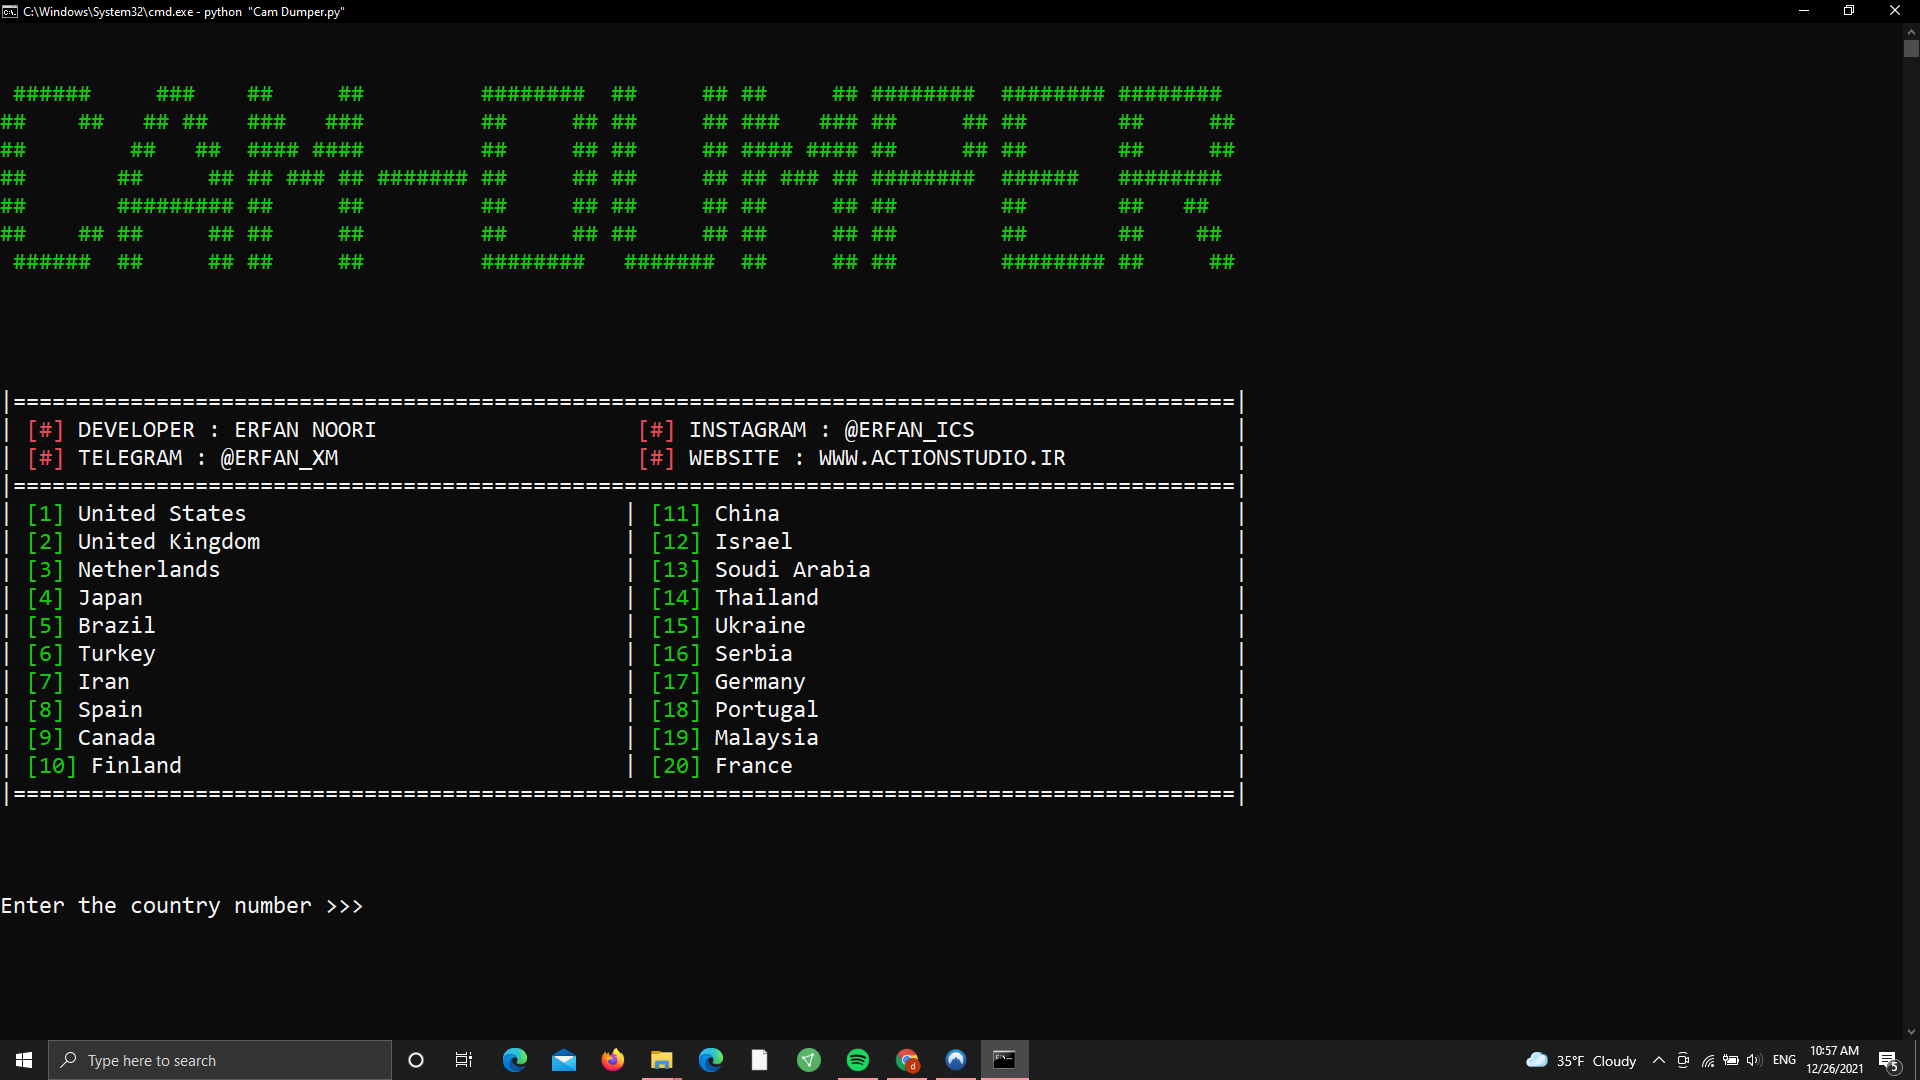 C:\Windows\System32\cmd.exe - python "Cam Dumper.py"
CAM-DUMPER
|==============================================================================================|
| [#] DEVELOPER : ERFAN NOORI [#] INSTAGRAM : @ERFAN_ICS |
| [#] TELEGRAM : @ERFAN_XM [#] WEBSITE : WWW.ACTIONSTUDIO.IR |
|==============================================================================================|
| [1] United States | [11] China |
| [2] United Kingdom | [12] Israel |
| [3] Netherlands | [13] Soudi Arabia |
| [4] Japan | [14] Thailand |
| [5] Brazil | [15] Ukraine |
| [6] Turkey | [16] Serbia |
| [7] Iran | [17] Germany |
| [8] Spain | [18] Portugal |
| [9] Canada | [19] Malaysia |
| [10] Finland | [20] France |
|==============================================================================================|
Enter the country number >>>
Type here to search
35°F Cloudy
ENG
10:57 AM
12/26/2021
5